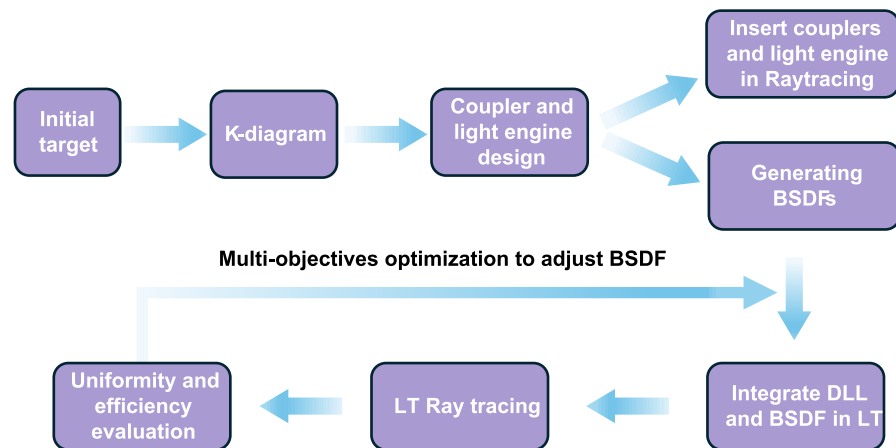 Initial
target
K-diagram
Coupler and
light engine
design
Insert couplers
and light engine
in Raytracing
Generating
BSDFs
Multi-objectives optimization to adjust BSDF
Uniformity and
efficiency
evaluation
LT Ray tracing
Integrate DLL
and BSDF in LT